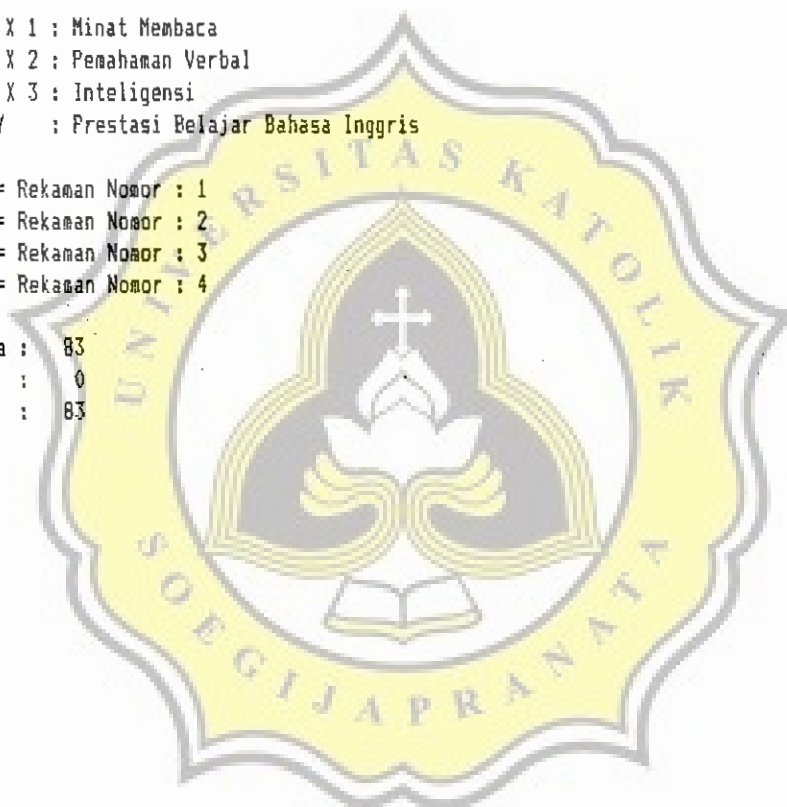 X 1 : Minat Membaca
X 2 : Pemahaman Verbal
X 3 : Inteligensi
Y : Prestasi Belajar Bahasa Inggris
= Rekaman Nomor : 1
= Rekaman Nomor : 2
= Rekaman Nomor : 3
= Rekaman Nomor : 4
a : 83
: 0
: 83
UNIVERSITAS KATOLIK
SOEGIJAPRANATA